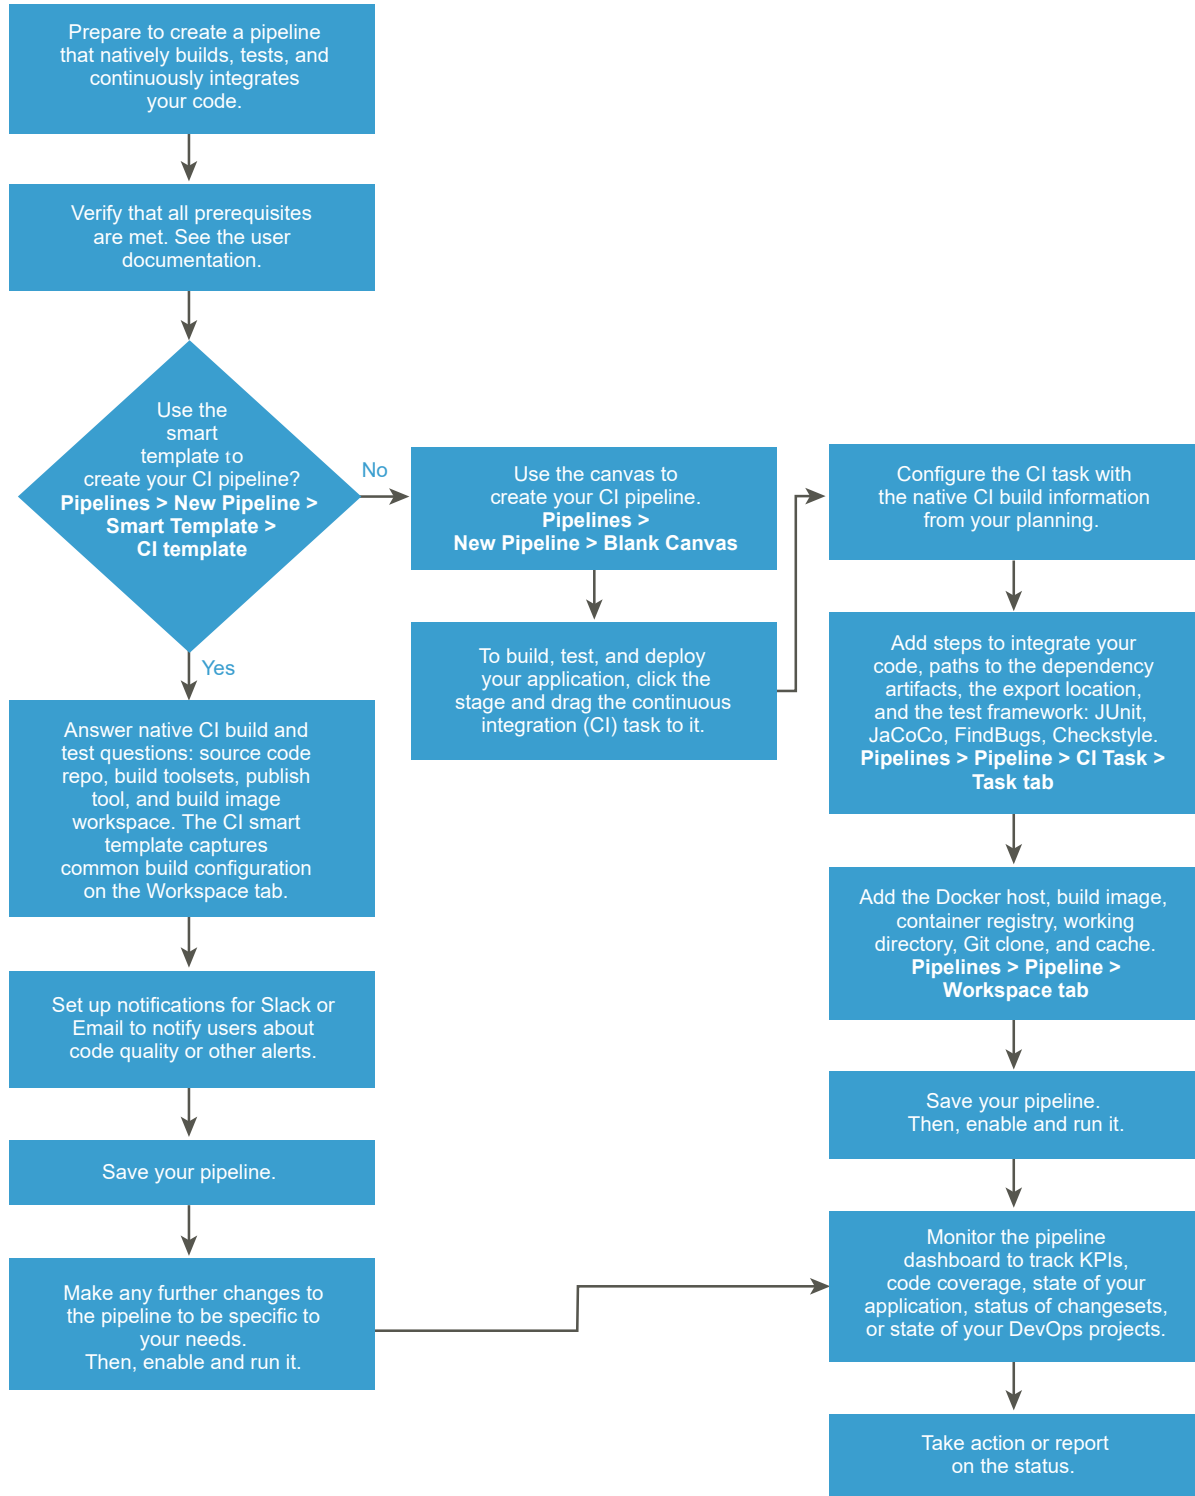 Prepare to create a pipeline
that natively builds, tests, and
continuously integrates
your code.
Verify that all prerequisites
are met. See the user
documentation.
Use the
smart
template to
create your CI pipeline?
Pipelines > New Pipeline >
Smart Template >
CI template
No
Yes
Answer native CI build and
test questions: source code
repo, build toolsets, publish
tool, and build image
workspace. The CI smart
template captures
common build configuration
on the Workspace tab.
Set up notifications for Slack or
Email to notify users about
code quality or other alerts.
Save your pipeline.
Make any further changes to
the pipeline to be specific to
your needs.
Then, enable and run it.
Use the canvas to
create your CI pipeline.
Pipelines >
New Pipeline > Blank Canvas
To build, test, and deploy
your application, click the
stage and drag the continuous
integration (CI) task to it.
Configure the CI task with
the native CI build information
from your planning.
Add steps to integrate your
code, paths to the dependency
artifacts, the export location,
and the test framework: JUnit,
JaCoCo, FindBugs, Checkstyle.
Pipelines > Pipeline > CI Task >
Task tab
Add the Docker host, build image,
container registry, working
directory, Git clone, and cache.
Pipelines > Pipeline >
Workspace tab
Save your pipeline.
Then, enable and run it.
Monitor the pipeline
dashboard to track KPIs,
code coverage, state of your
application, status of changesets,
or state of your DevOps projects.
Take action or report
on the status.